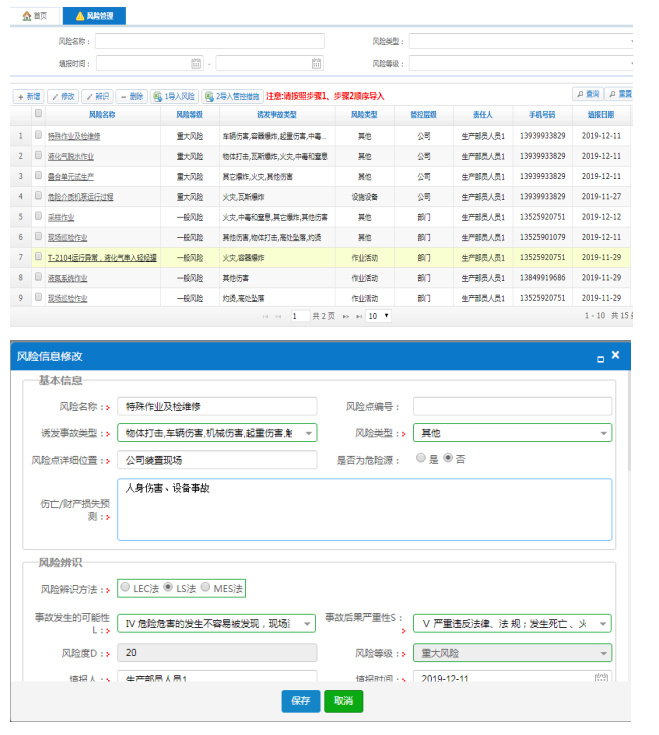 首页 风险管理
风险名称： 风险类型：
填报时间： - 风险等级：
+ 新增 修改 辨识 - 删除 1导入风险 2导入管控措施 注意:请按照步骤1、步骤2顺序导入 查询 重置
风险名称 风险等级 诱发事故类型 风险类型 管控层级 责任人 手机号码 填报日期
1 特殊作业及检维修 重大风险 车辆伤害,容器爆炸,起重伤害,中毒... 其他 公司 生产部员人员1 13939933829 2019-12-11
2 液化气脱水作业 重大风险 物体打击,瓦斯爆炸,火灾,中毒和窒息 其他 公司 生产部员人员1 13939933829 2019-12-11
3 叠合单元试生产 重大风险 其它爆炸,火灾,其他伤害 其他 公司 生产部员人员1 13939933829 2019-12-11
4 危险介质机泵运行过程 重大风险 火灾,瓦斯爆炸 设施设备 公司 生产部员人员1 13939933829 2019-11-27
5 采样作业 一般风险 火灾,中毒和窒息,其它爆炸,其他伤害 其他 部门 生产部员人员1 13525920751 2019-12-12
6 现场巡检作业 一般风险 其他伤害,物体打击,高处坠落,灼烫 其他 部门 生产部员人员1 13525901079 2019-12-11
7 T-2104运行异常，液化气串入轻烃罐 一般风险 火灾,容器爆炸 作业活动 部门 生产部员人员1 13525920751 2019-11-29
8 液氨系统作业 一般风险 其他伤害 作业活动 部门 生产部员人员1 13849919686 2019-11-29
9 现场巡检作业 一般风险 灼烫,高处坠落 作业活动 部门 生产部员人员1 13525920751 2019-11-29
1 共 2 页 10 1 - 10 共 15
风险信息修改
基本信息
风险名称： 特殊作业及检维修 风险点编号：
诱发事故类型： 物体打击,车辆伤害,机械伤害,起重伤害, 风险类型： 其他
风险点详细位置： 公司装置现场 是否为危险源： 是 否
伤亡/财产损失预测： 人身伤害、设备事故
风险辨识
风险辨识方法： LEC法 LS法 MES法
事故发生的可能性L： IV 危险危害的发生不容易被发现，现场 事故后果严重性S： V 严重违反法律、法 规；发生死亡 、火
风险度D： 20 风险等级： 重大风险
填报人： 生产部员人员1 填报时间： 2019-12-11
保存 取消